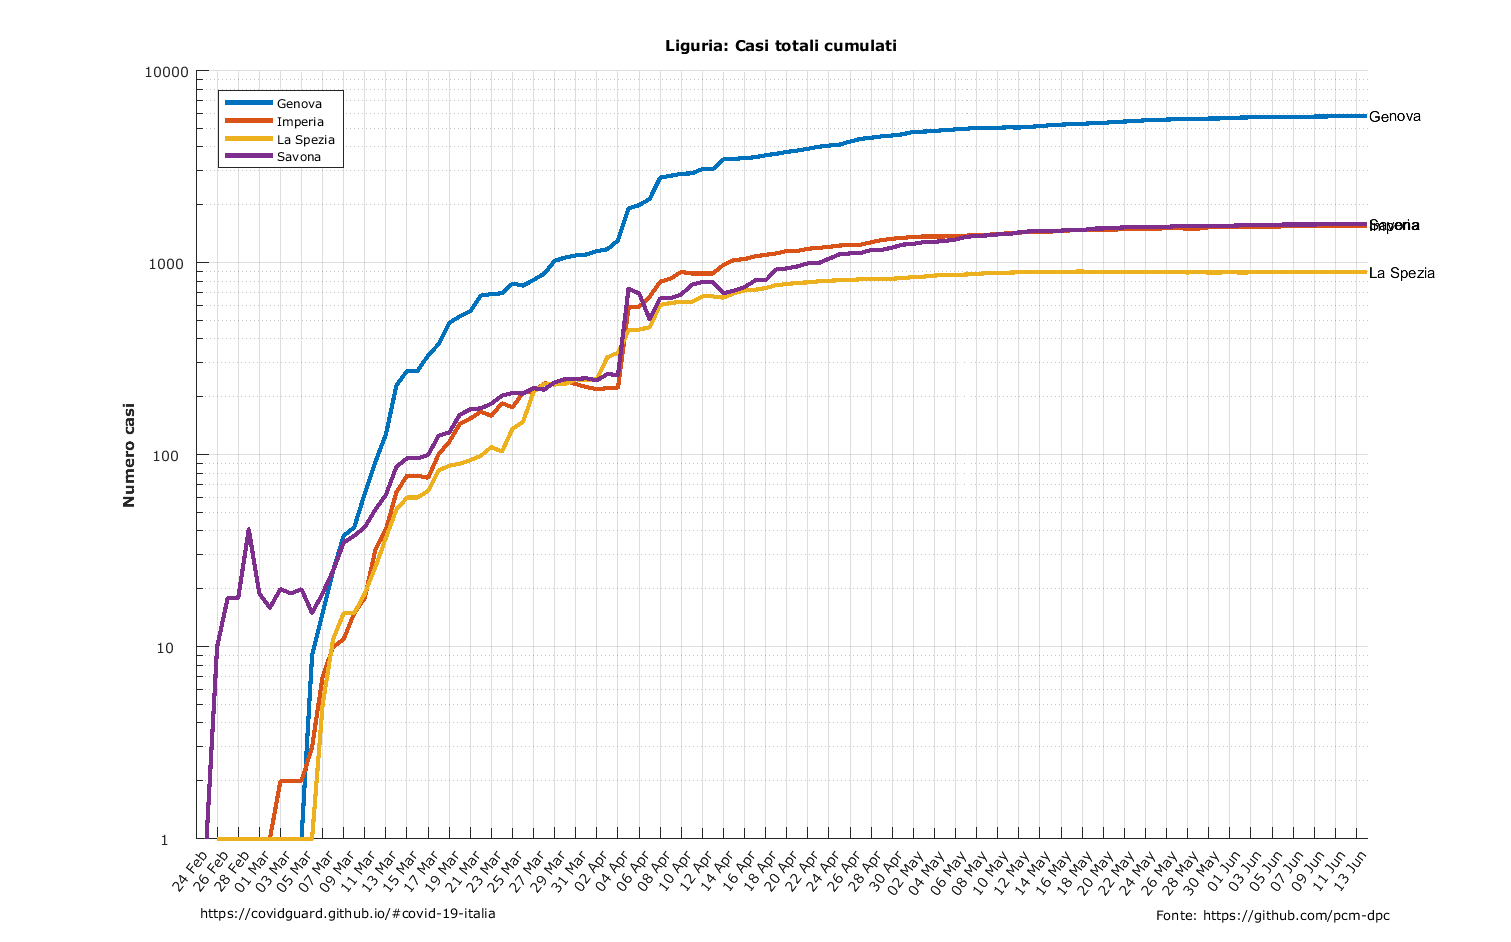 Liguria: Casi totali cumulati
10000
1000
100
10
1
Numero casi
Genova
Imperia
La Spezia
Savona
Genova
Savona
Imperia
La Spezia
24 Feb
26 Feb
28 Feb
01 Mar
03 Mar
05 Mar
07 Mar
09 Mar
11 Mar
13 Mar
15 Mar
17 Mar
19 Mar
21 Mar
23 Mar
25 Mar
27 Mar
29 Mar
31 Mar
02 Apr
04 Apr
06 Apr
08 Apr
10 Apr
12 Apr
14 Apr
16 Apr
18 Apr
20 Apr
22 Apr
24 Apr
26 Apr
28 Apr
30 Apr
02 May
04 May
06 May
08 May
10 May
12 May
14 May
16 May
18 May
20 May
22 May
24 May
26 May
28 May
30 May
01 Jun
03 Jun
05 Jun
07 Jun
09 Jun
11 Jun
13 Jun
https://covidguard.github.io/#covid-19-italia
Fonte: https://github.com/pcm-dpc